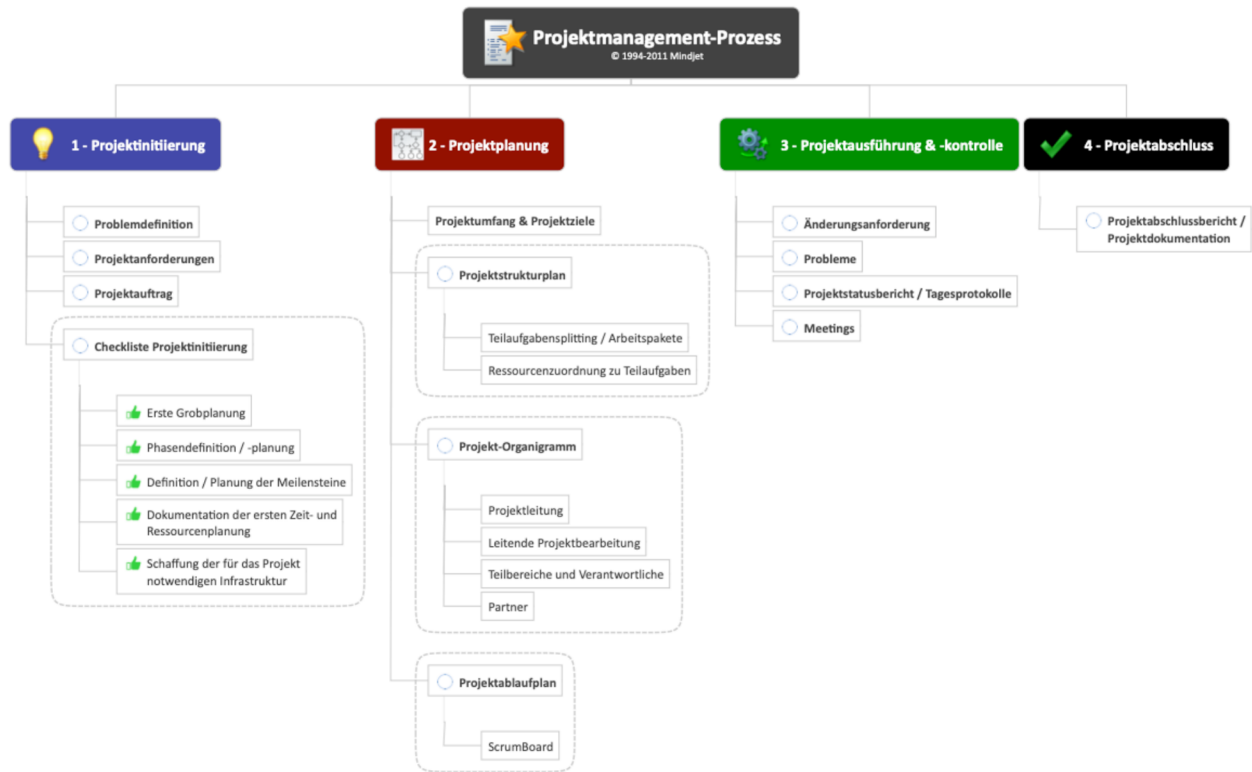 Projektmanagement-Prozess
© 1994-2011 Mindjet
1 - Projektinitiierung
Problemdefinition
Projektanforderungen
Projektauftrag
Checkliste Projektinitiierung
Erste Grobplanung
Phasendefinition / -planung
Definition / Planung der Meilensteine
Dokumentation der ersten Zeit- und
Ressourcenplanung
Schaffung der für das Projekt
notwendigen Infrastruktur
2 - Projektplanung
Projektumfang & Projektziele
Projektstrukturplan
Teilaufgabensplitting / Arbeitspakete
Ressourcenzuordnung zu Teilaufgaben
Projekt-Organigramm
Projektleitung
Leitende Projektbearbeitung
Teilbereiche und Verantwortliche
Partner
Projektablaufplan
ScrumBoard
3 - Projektausführung & -kontrolle
Änderungsanforderung
Probleme
Projektstatusbericht / Tagesprotokolle
Meetings
4 - Projektabschluss
Projektabschlussbericht /
Projektdokumentation